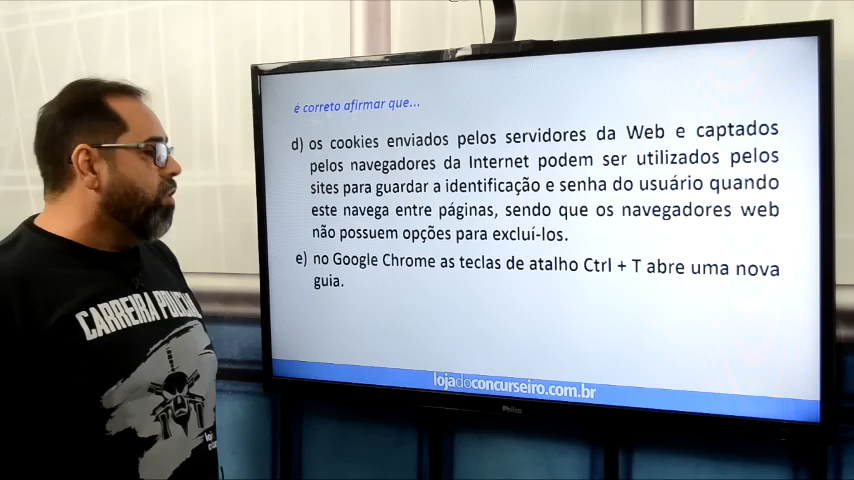 é correto afirmar que...
d) os cookies enviados pelos servidores da Web e captados
pelos navegadores da Internet podem ser utilizados pelos
sites para guardar a identificação e senha do usuário quando
este navega entre páginas, sendo que os navegadores web
não possuem opções para excluí-los.
e) no Google Chrome as teclas de atalho Ctrl + T abre uma nova
guia.
lojadoconcurseiro.com.br
Philco
CARREIRA POLICIAL